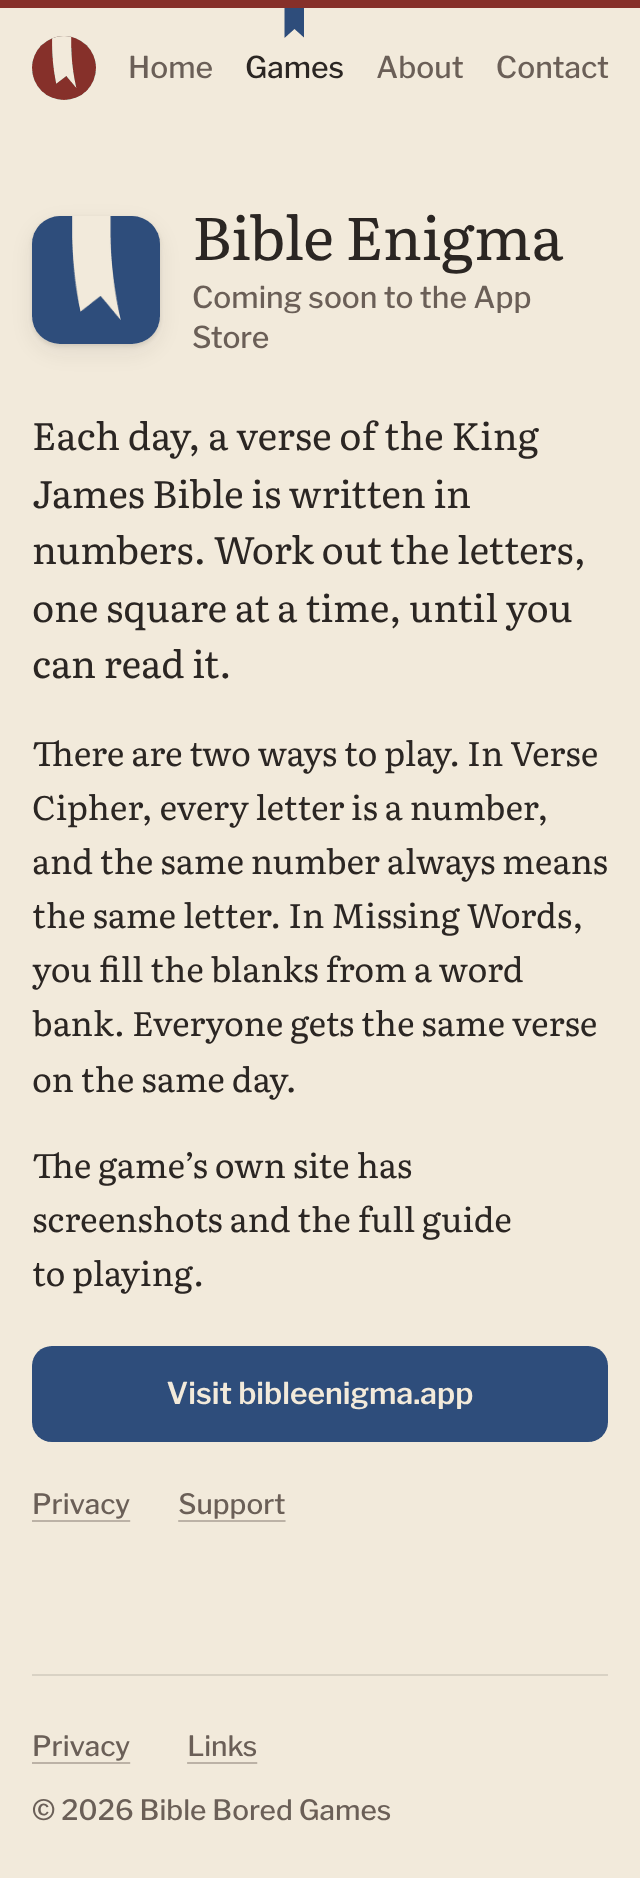 Home Games About Contact
Bible Enigma
Coming soon to the App
Store
Each day, a verse of the King
James Bible is written in
numbers. Work out the letters,
one square at a time, until you
can read it.
There are two ways to play. In Verse
Cipher, every letter is a number,
and the same number always means
the same letter. In Missing Words,
you fill the blanks from a word
bank. Everyone gets the same verse
on the same day.
The game’s own site has
screenshots and the full guide
to playing.
Visit bibleenigma.app
Privacy Support
Privacy Links
© 2026 Bible Bored Games